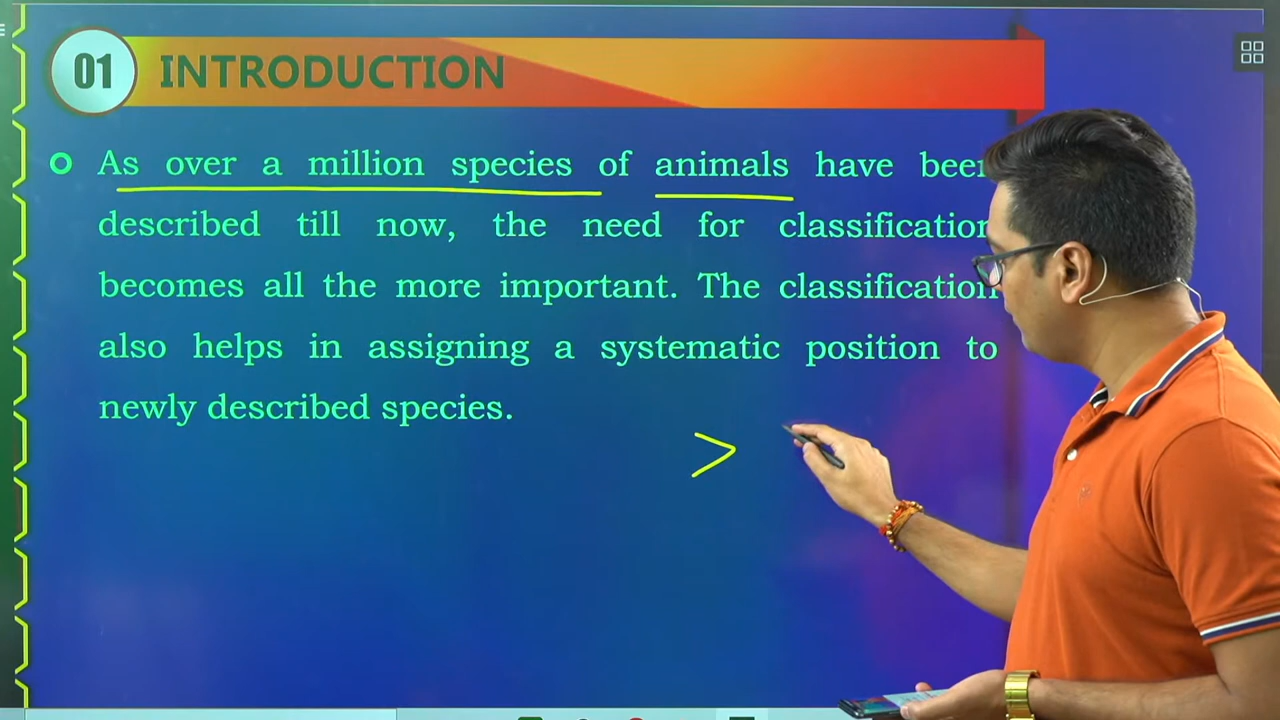 01 INTRODUCTION
As over a million species of animals have been
described till now, the need for classification
becomes all the more important. The classification
also helps in assigning a systematic position to
newly described species.
>